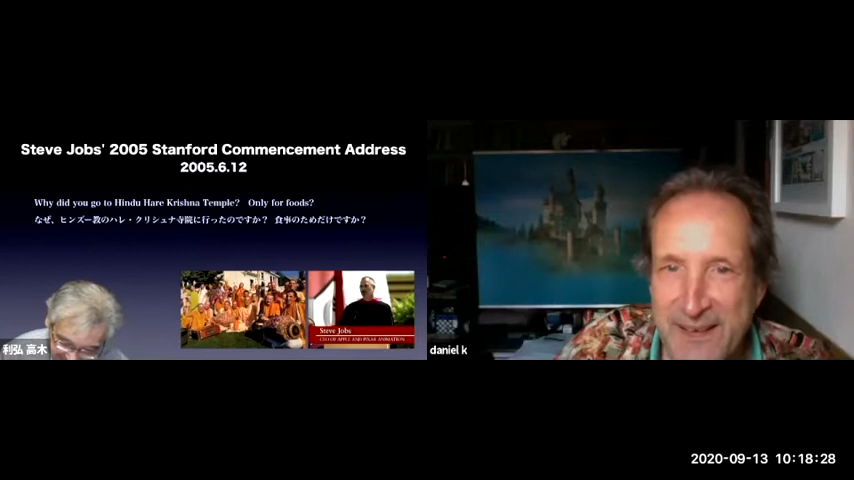 Steve Jobs' 2005 Stanford Commencement Address
2005.6.12
Why did you go to Hindu Hare Krishna Temple? Only for foods?
なぜ、ヒンズー教のハレ・クリシュナ寺院に行ったのですか？ 食事のためだけですか？
Steve Jobs
CEO OF APPLE AND PIXAR ANIMATION
利弘 高木
daniel k
2020-09-13 10:18:28